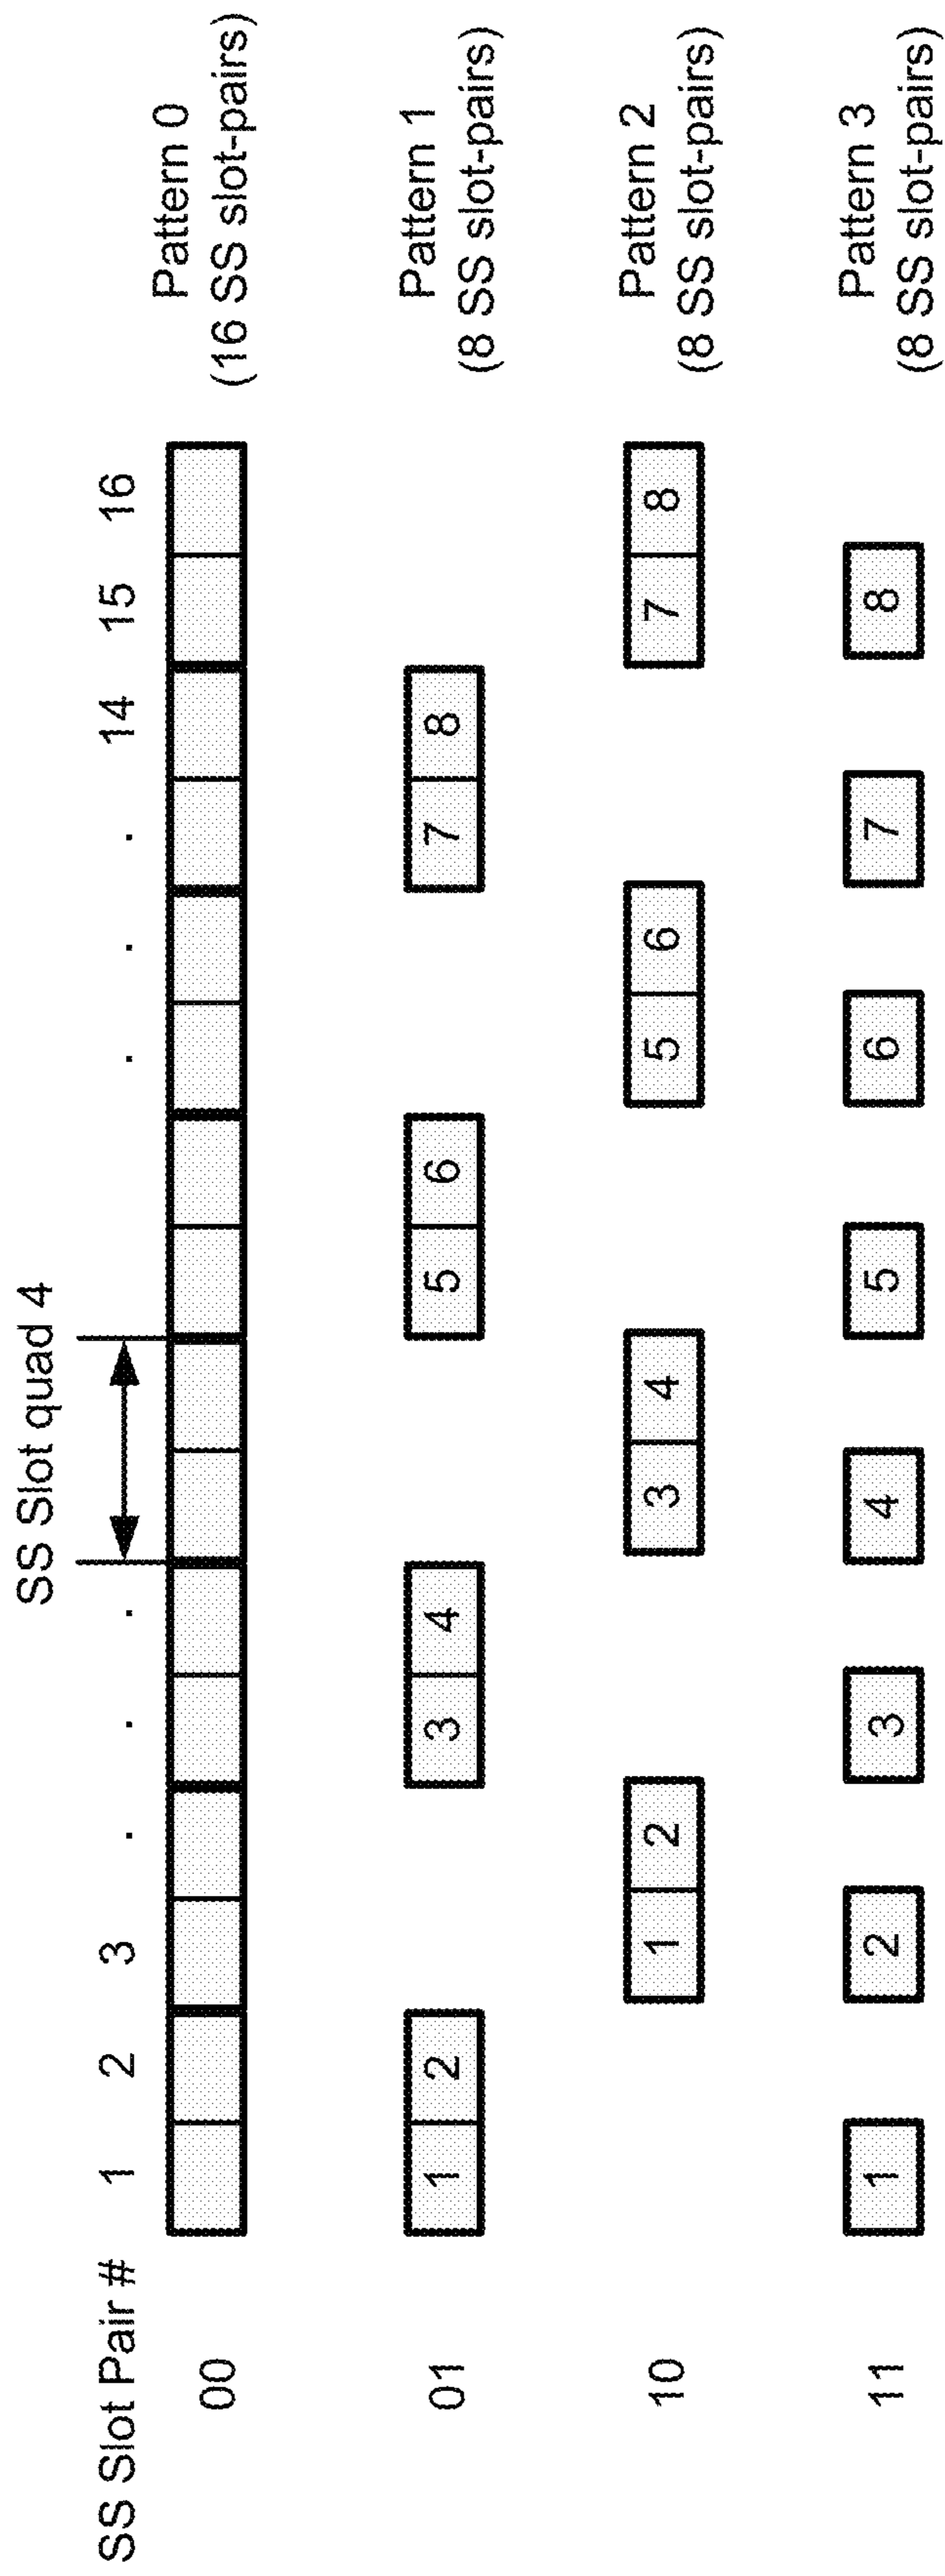 SS Slot quad 4
SS Slot Pair # 1 2 3 . . . . . . 14 15 16
00 Pattern 0
(16 SS slot-pairs)
01 1 2 3 4 5 6 7 8 Pattern 1
(8 SS slot-pairs)
10 1 2 3 4 5 6 7 8 Pattern 2
(8 SS slot-pairs)
11 1 2 3 4 5 6 7 8 Pattern 3
(8 SS slot-pairs)